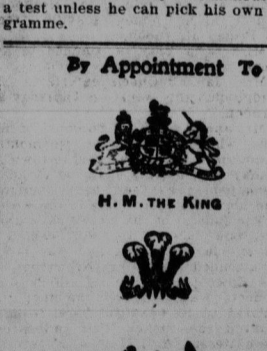 a test unless he can pick his own
gramme.
By Appointment To
H. M. THE KING